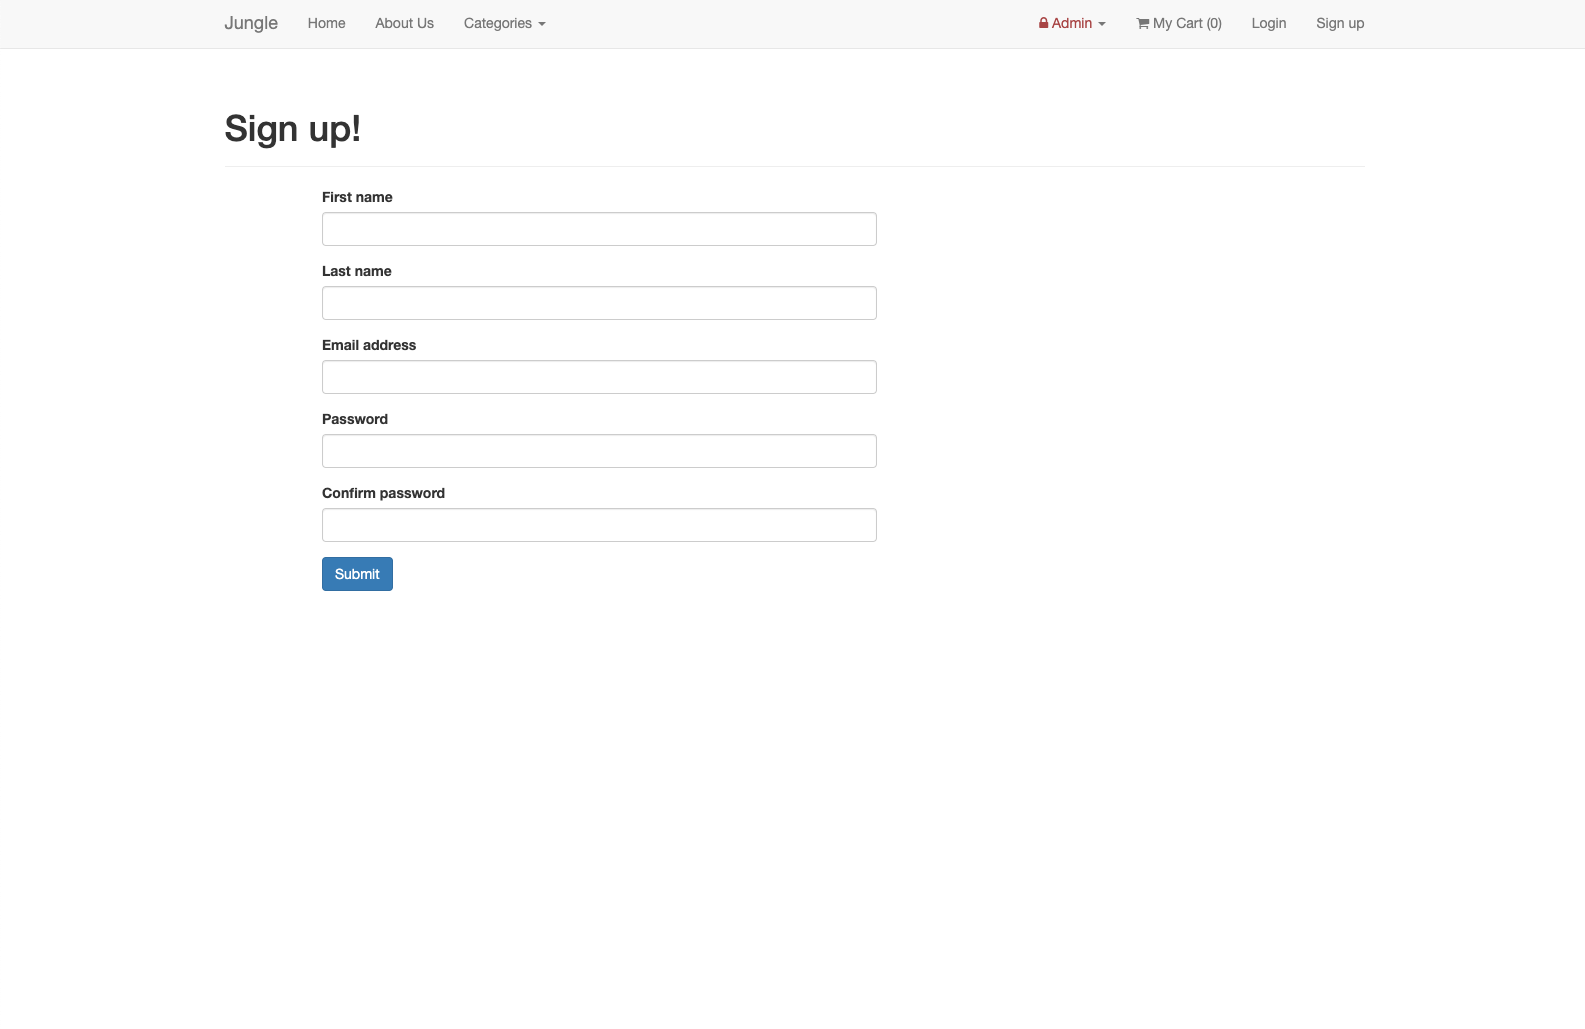 Jungle Home About Us Categories Admin My Cart (0) Login Sign up
Sign up!
First name
Last name
Email address
Password
Confirm password
Submit